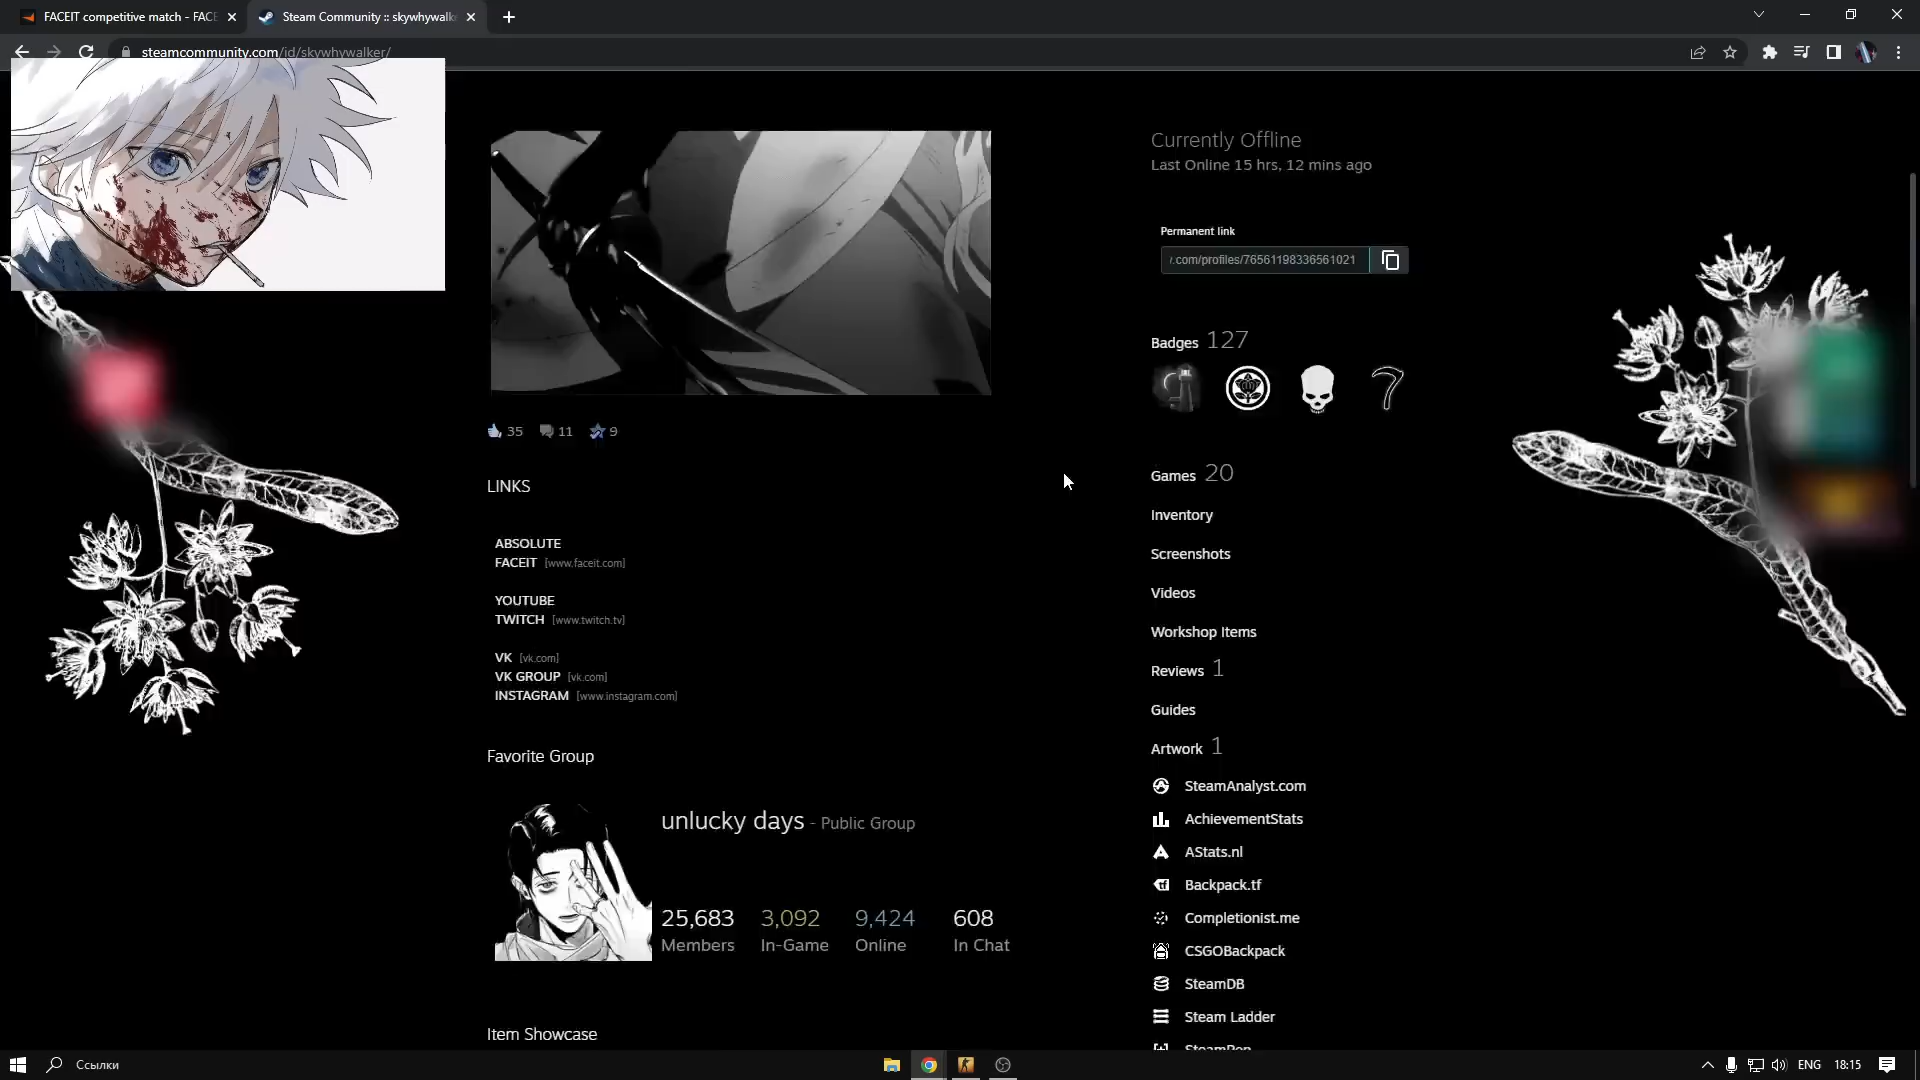 FACEIT competitive match - FACE
Steam Community :: skywhywalke
steamcommunity.com/id/skywhywalker/
Currently Offline
Last Online 15 hrs, 12 mins ago
Permanent link
.com/profiles/76561198336561021
Badges 127
35 11 9
LINKS
ABSOLUTE
FACEIT [www.faceit.com]
YOUTUBE
TWITCH [www.twitch.tv]
VK [vk.com]
VK GROUP [vk.com]
INSTAGRAM [www.instagram.com]
Favorite Group
unlucky days - Public Group
25,683 3,092 9,424 608
Members In-Game Online In Chat
Item Showcase
Games 20
Inventory
Screenshots
Videos
Workshop Items
Reviews 1
Guides
Artwork 1
SteamAnalyst.com
AchievementStats
AStats.nl
Backpack.tf
Completionist.me
CSGOBackpack
SteamDB
Steam Ladder
Ссылки
ENG 18:15